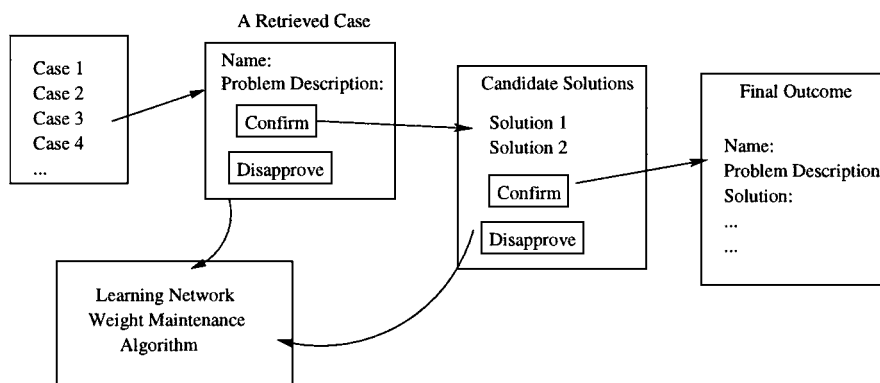 A Retrieved Case
Case 1
Case 2
Case 3
Case 4
...
Name:
Problem Description:
Confirm
Disapprove
Candidate Solutions
Solution 1
Solution 2
Confirm
Disapprove
Final Outcome
Name:
Problem Description
Solution:
...
...
Learning Network
Weight Maintenance
Algorithm